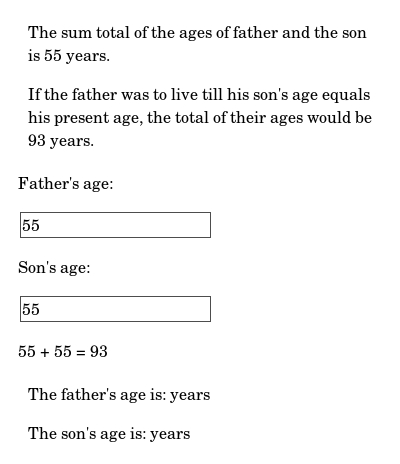 The sum total of the ages of father and the son
is 55 years.
If the father was to live till his son's age equals
his present age, the total of their ages would be
93 years.
Father's age:
55
Son's age:
55
55 + 55 = 93
The father's age is: years
The son's age is: years